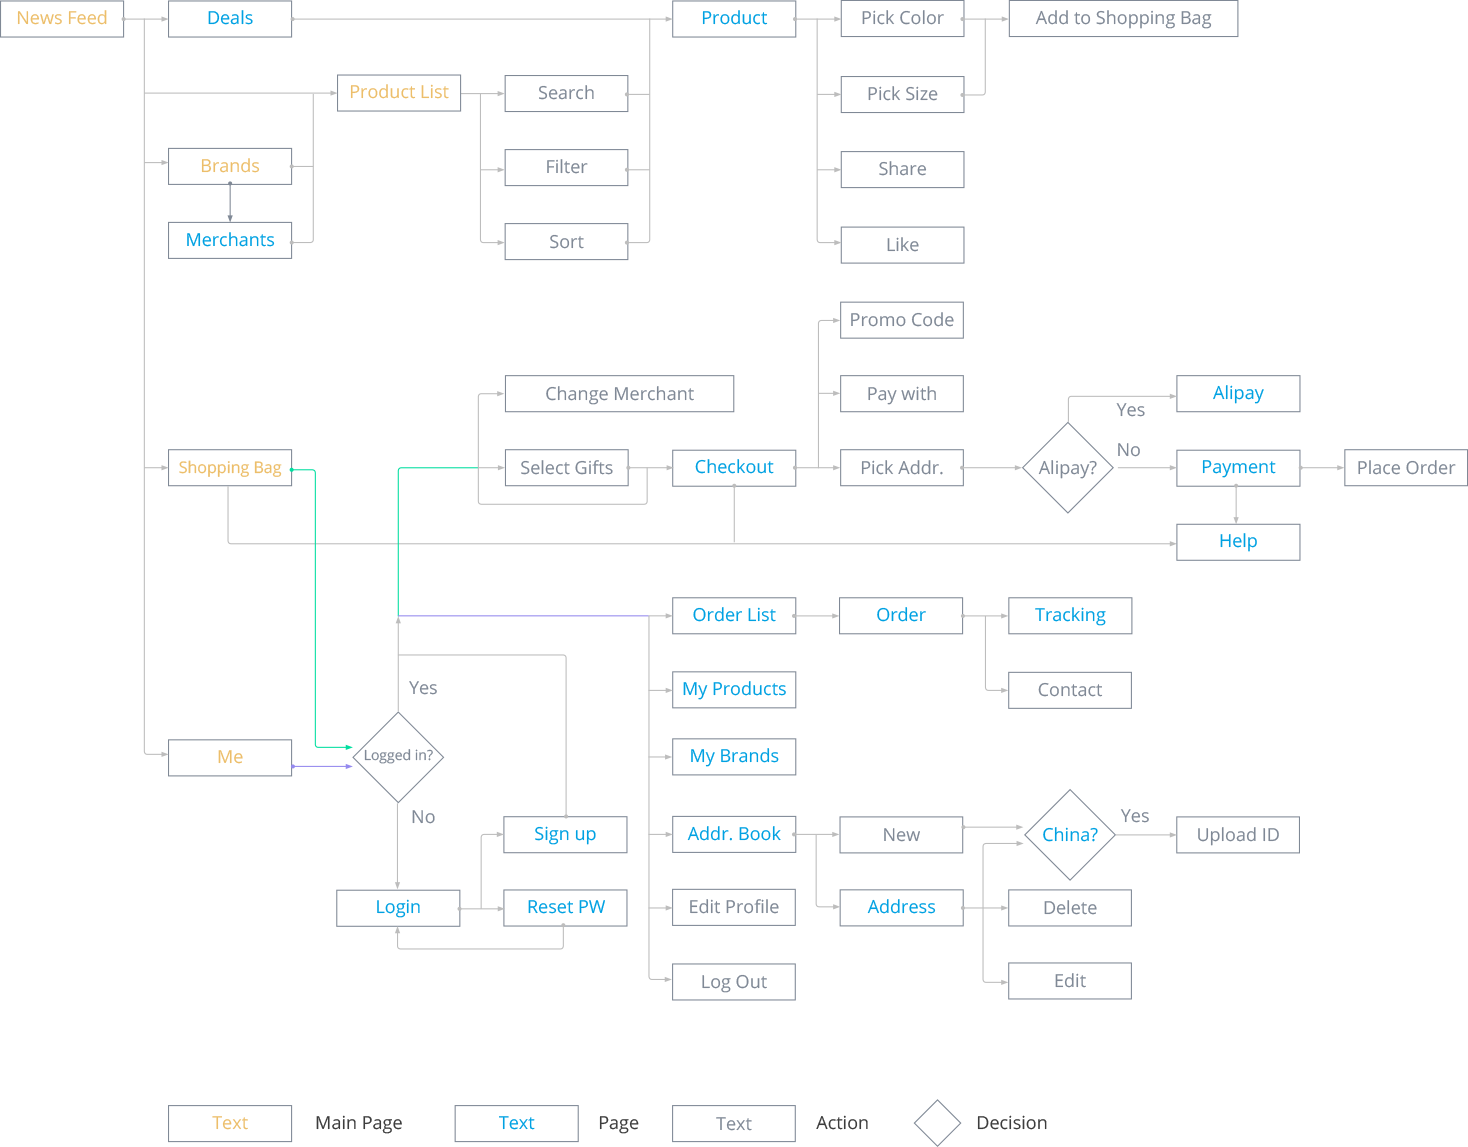 News Feed
Deals
Product
Pick Color
Add to Shopping Bag
Product List
Search
Pick Size
Brands
Filter
Share
Merchants
Sort
Like
Promo Code
Change Merchant
Pay with
Yes
Alipay
Shopping Bag
Select Gifts
Checkout
Pick Addr.
Alipay?
No
Payment
Place Order
Help
Order List
Order
Tracking
Yes
My Products
Contact
Me
Logged in?
My Brands
No
Sign up
Addr. Book
New
China?
Yes
Upload ID
Login
Reset PW
Edit Profile
Address
Delete
Log Out
Edit
Text
Main Page
Text
Page
Text
Action
Decision